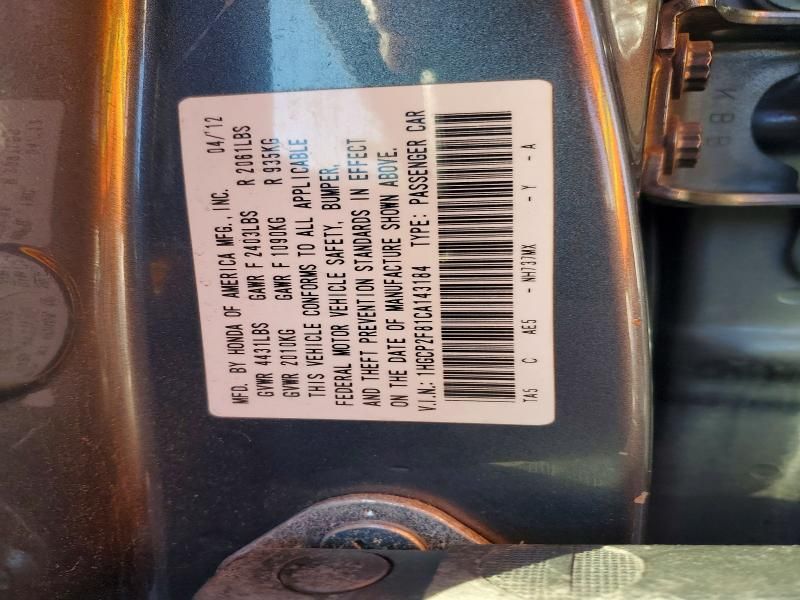 MFD. BY HONDA OF AMERICA MFG., INC. 04/'12
GVWR 4431LBS GAWR F 2403LBS R 2061LBS
GVWR 2010KG GAWR F 1090KG R 935KG
THIS VEHICLE CONFORMS TO ALL APPLICABLE
FEDERAL MOTOR VEHICLE SAFETY, BUMPER,
AND THEFT PREVENTION STANDARDS IN EFFECT
ON THE DATE OF MANUFACTURE SHOWN ABOVE.
V.I.N.: 1HGCP2F81CA143184 TYPE: PASSENGER CAR
TA5 C AE5 - NH737MX - Y - A